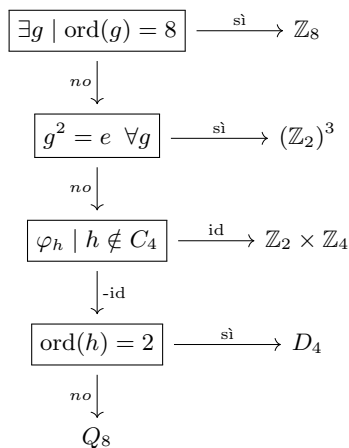 ∃g | ord(g) = 8 sì ℤ₈
no
g² = e ∀g sì (ℤ₂)³
no
φₕ | h ∉ C₄ id ℤ₂ × ℤ₄
-id
ord(h) = 2 sì D₄
no
Q₈